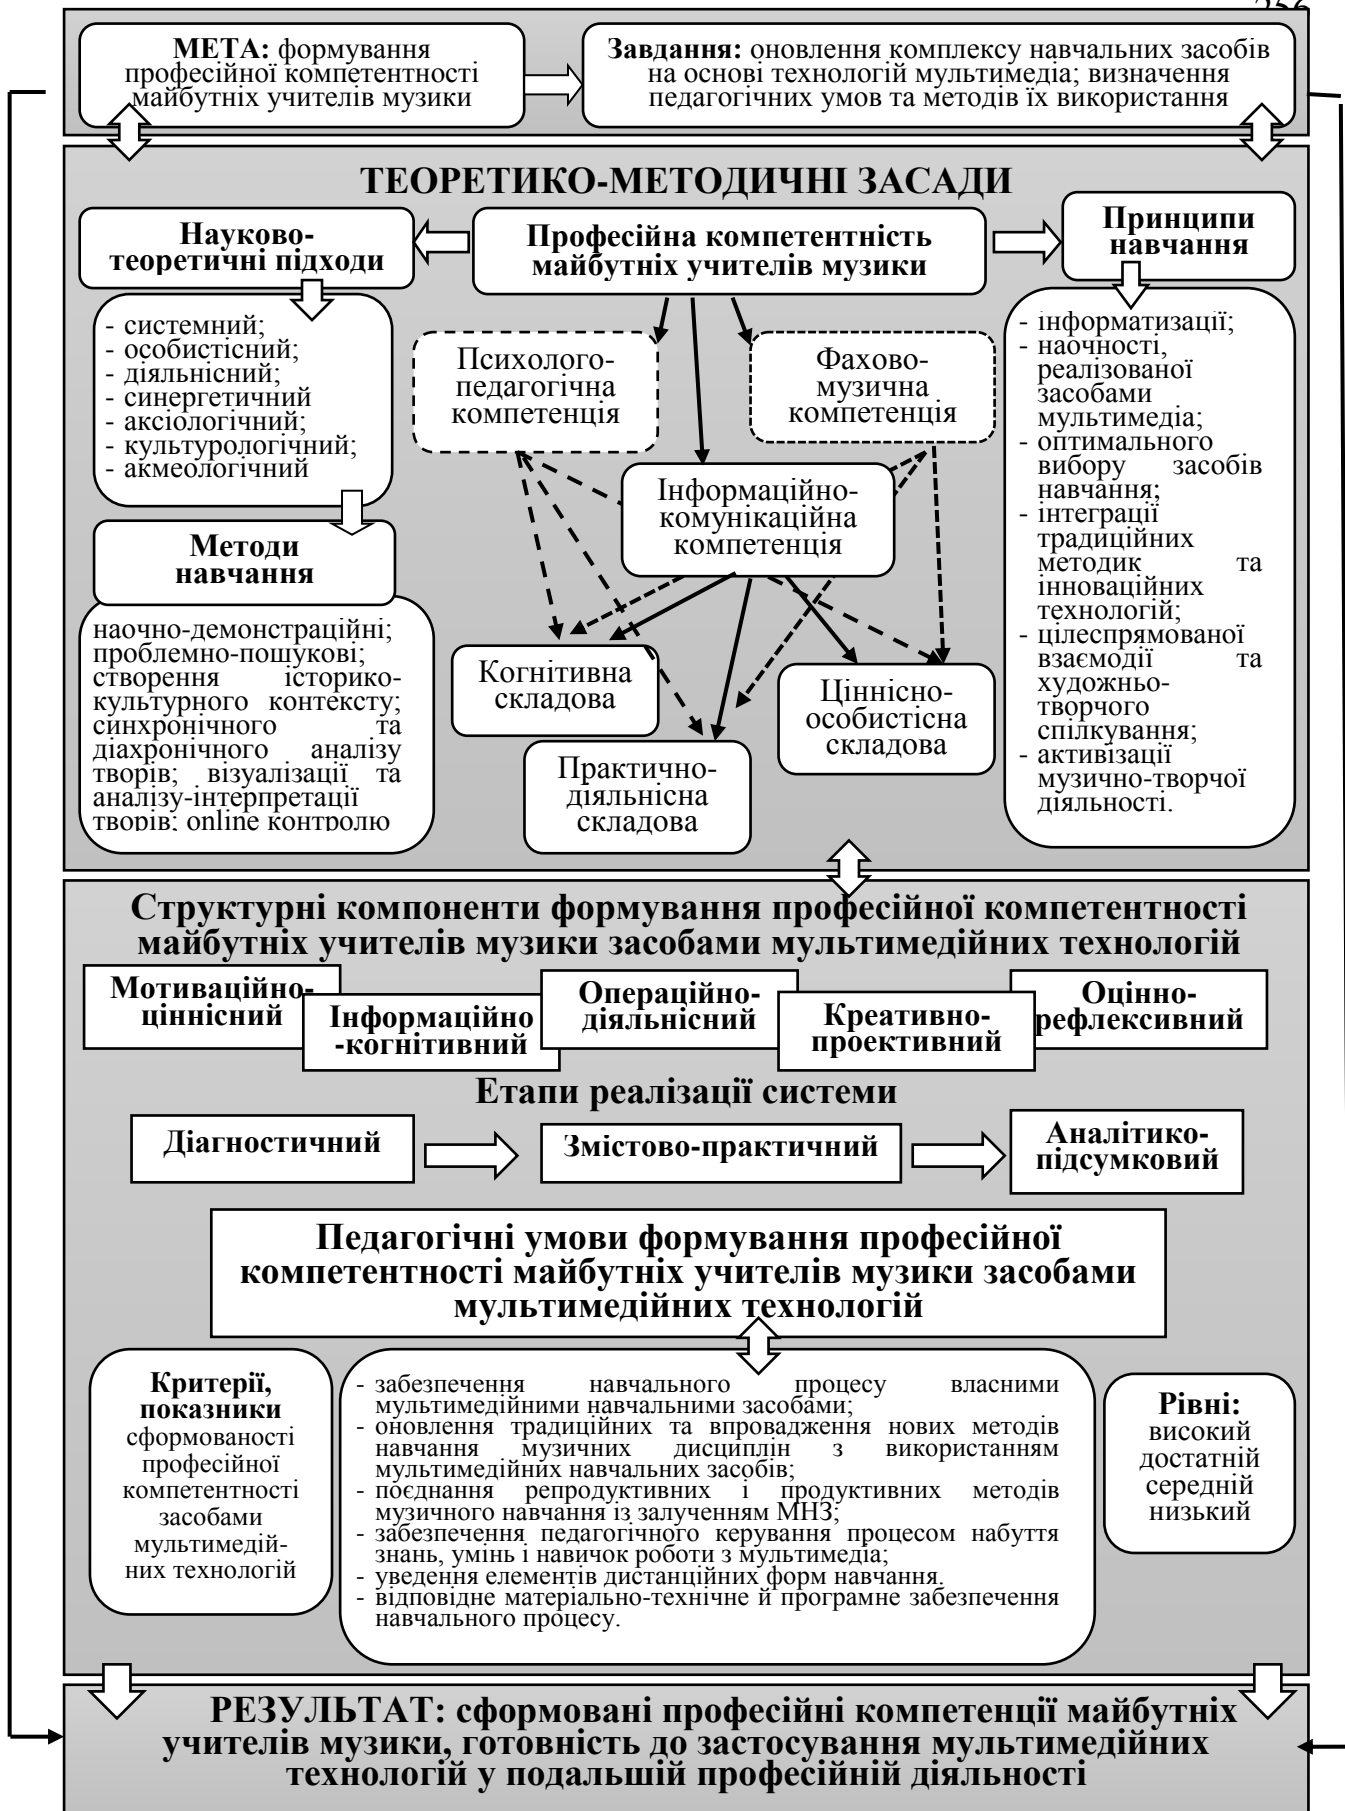 256
МЕТА: формування
професійної компетентності
майбутніх учителів музики
Завдання: оновлення комплексу навчальних засобів
на основі технологій мультимедіа; визначення
педагогічних умов та методів їх використання
ТЕОРЕТИКО-МЕТОДИЧНІ ЗАСАДИ
Науково-
теоретичні підходи
Професійна компетентність
майбутніх учителів музики
Принципи
навчання
- системний;
- особистісний;
- діяльнісний;
- синергетичний
- аксіологічний;
- культурологічний;
- акмеологічний
Психолого-
педагогічна
компетенція
Фахово-
музична
компетенція
Інформаційно-
комунікаційна
компетенція
- інформатизації;
- наочності,
реалізованої
засобами
мультимедіа;
- оптимального
вибору засобів
навчання;
- інтеграції
традиційних
методик та
інноваційних
технологій;
- цілеспрямованої
взаємодії та
художньо-
творчого
спілкування;
- активізації
музично-творчої
діяльності.
Методи
навчання
наочно-демонстраційні;
проблемно-пошукові;
створення історико-
культурного контексту;
синхронічного та
діахронічного аналізу
творів; візуалізації та
аналізу-інтерпретації
творів; online контролю
Когнітивна
складова
Практично-
діяльнісна
складова
Ціннісно-
особистісна
складова
Структурні компоненти формування професійної компетентності
майбутніх учителів музики засобами мультимедійних технологій
Мотиваційно-
ціннісний
Інформаційно
-когнітивний
Операційно-
діяльнісний
Креативно-
проективний
Оцінно-
рефлексивний
Етапи реалізації системи
Діагностичний
Змістово-практичний
Аналітико-
підсумковий
Педагогічні умови формування професійної
компетентності майбутніх учителів музики засобами
мультимедійних технологій
Критерії,
показники
сформованості
професійної
компетентності
засобами
мультимедій-
них технологій
- забезпечення навчального процесу власними
мультимедійними навчальними засобами;
- оновлення традиційних та впровадження нових методів
навчання музичних дисциплін з використанням
мультимедійних навчальних засобів;
- поєднання репродуктивних і продуктивних методів
музичного навчання із залученням МНЗ;
- забезпечення педагогічного керування процесом набуття
знань, умінь і навичок роботи з мультимедіа;
- уведення елементів дистанційних форм навчання.
- відповідне матеріально-технічне й програмне забезпечення
навчального процесу.
Рівні:
високий
достатній
середній
низький
РЕЗУЛЬТАТ: сформовані професійні компетенції майбутніх
учителів музики, готовність до застосування мультимедійних
технологій у подальшій професійній діяльності